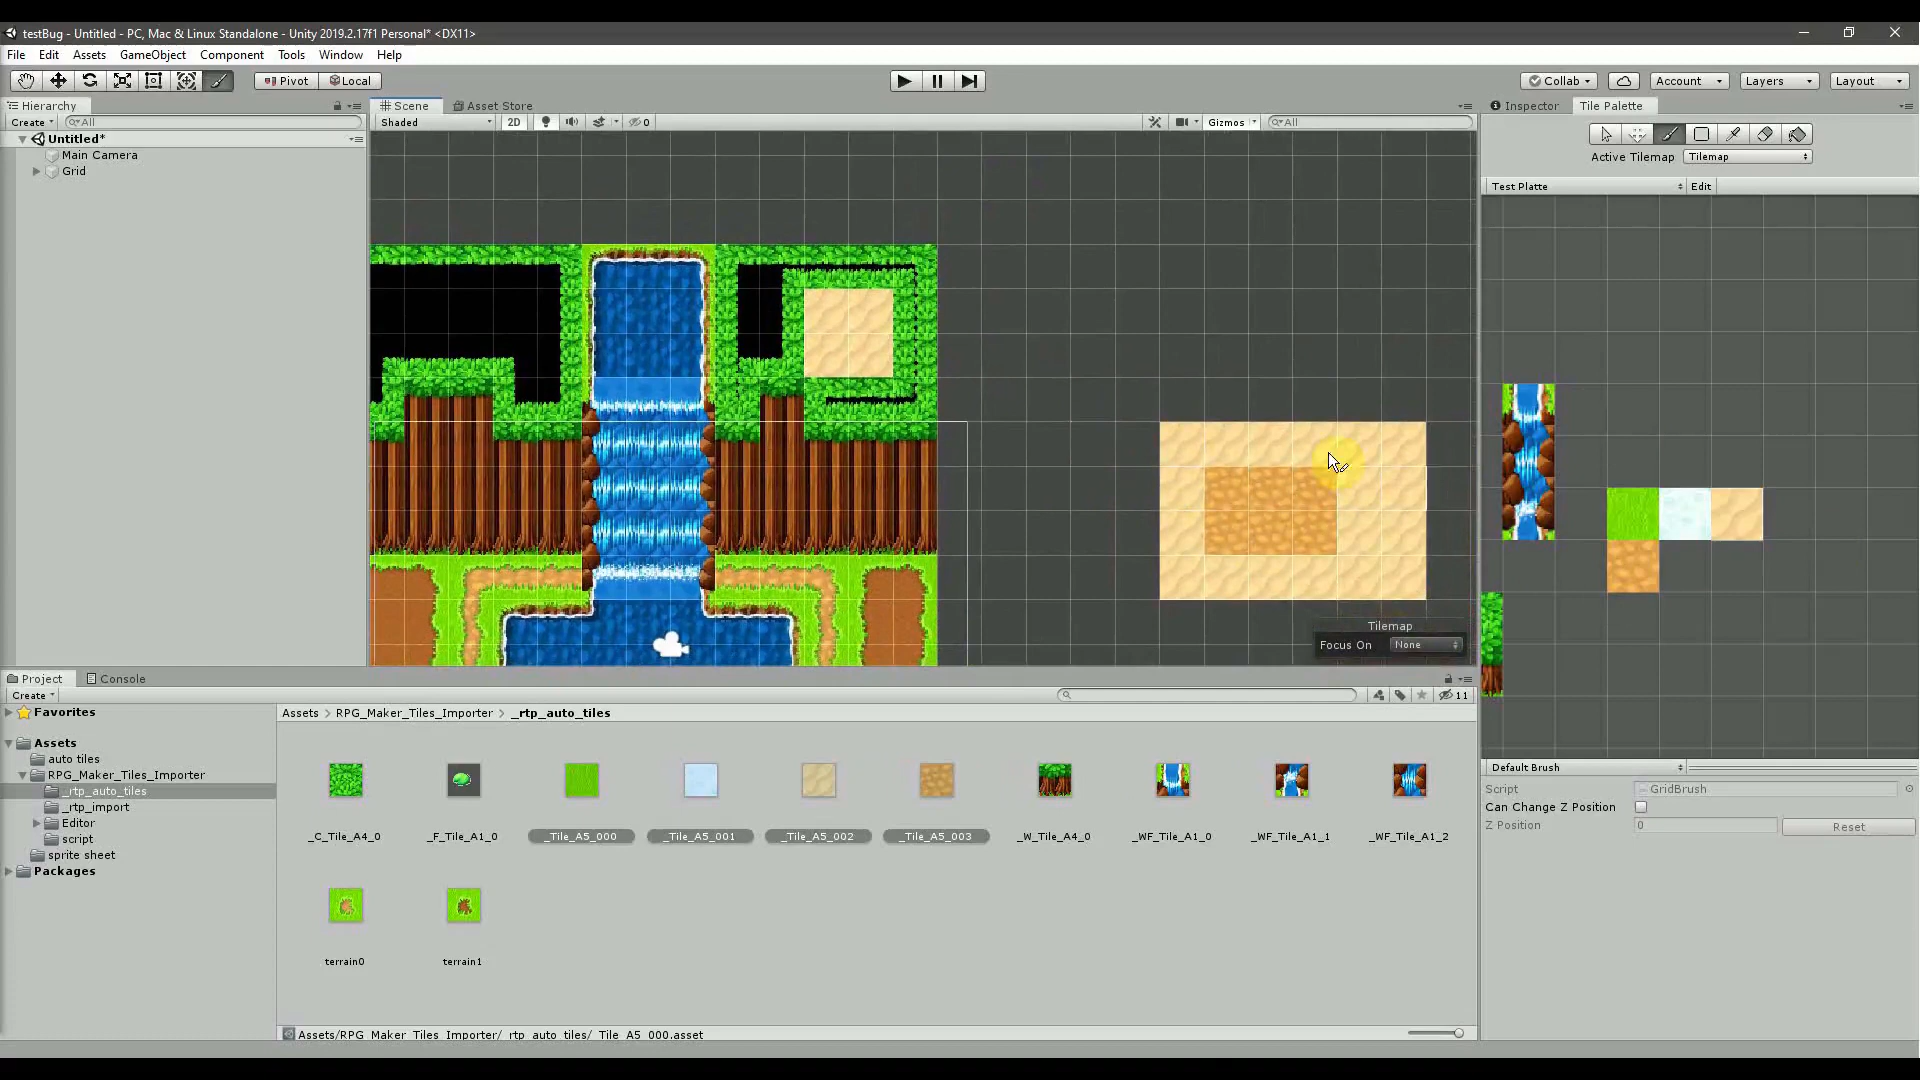 testBug - Untitled - PC, Mac & Linux Standalone - Unity 2019.2.17f1 Personal* <DX11>
File Edit Assets GameObject Component Tools Window Help
Pivot Local Collab Account Layers Layout
Hierarchy Scene Asset Store Inspector Tile Palette
Create All Shaded 2D 0 Gizmos All
Untitled*
Main Camera
Grid
Active Tilemap Tilemap
Test Platte Edit
Tilemap
Focus On None
Project Console
Create 11
Favorites
Assets
auto tiles
RPG_Maker_Tiles_Importer
_rtp_auto_tiles
_rtp_import
Editor
script
sprite sheet
Packages
Assets > RPG_Maker_Tiles_Importer > _rtp_auto_tiles
_C_Tile_A4_0 _F_Tile_A1_0 _Tile_A5_000 _Tile_A5_001 _Tile_A5_002 _Tile_A5_003 _W_Tile_A4_0 _WF_Tile_A1_0 _WF_Tile_A1_1 _WF_Tile_A1_2
terrain0 terrain1
Assets/RPG_Maker_Tiles_Importer/_rtp_auto_tiles/_Tile_A5_000.asset
Default Brush
Script GridBrush
Can Change Z Position
Z Position 0 Reset